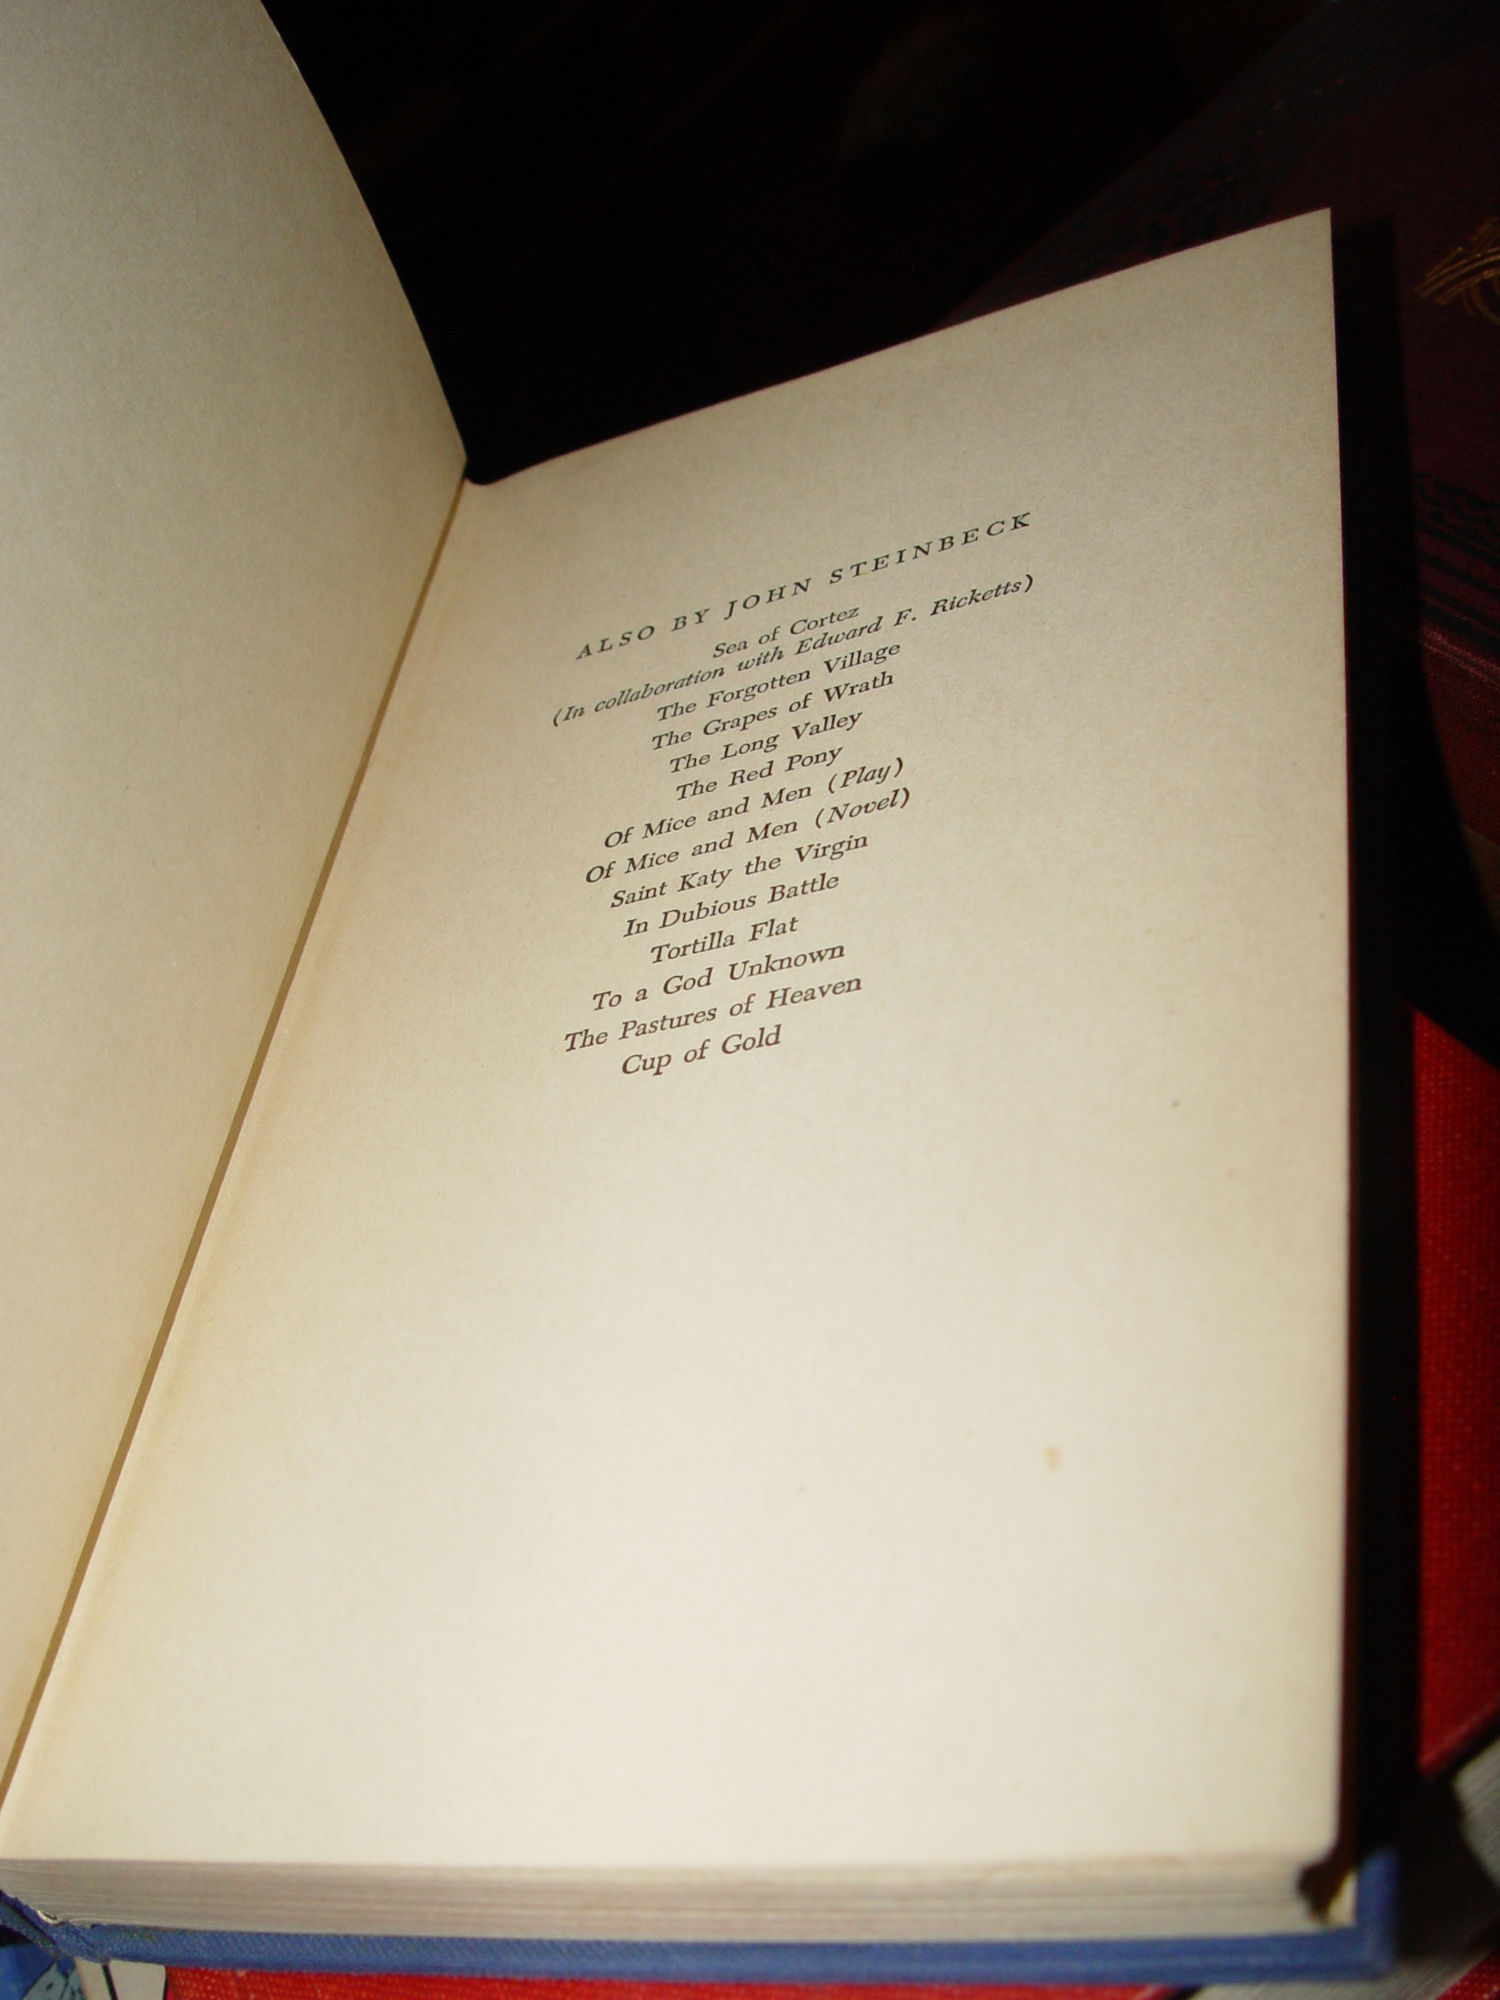 ALSO BY JOHN STEINBECK
Sea of Cortez
(In collaboration with Edward F. Ricketts)
The Forgotten Village
The Grapes of Wrath
The Long Valley
The Red Pony
Of Mice and Men (Play)
Of Mice and Men (Novel)
Saint Katy the Virgin
In Dubious Battle
Tortilla Flat
To a God Unknown
The Pastures of Heaven
Cup of Gold